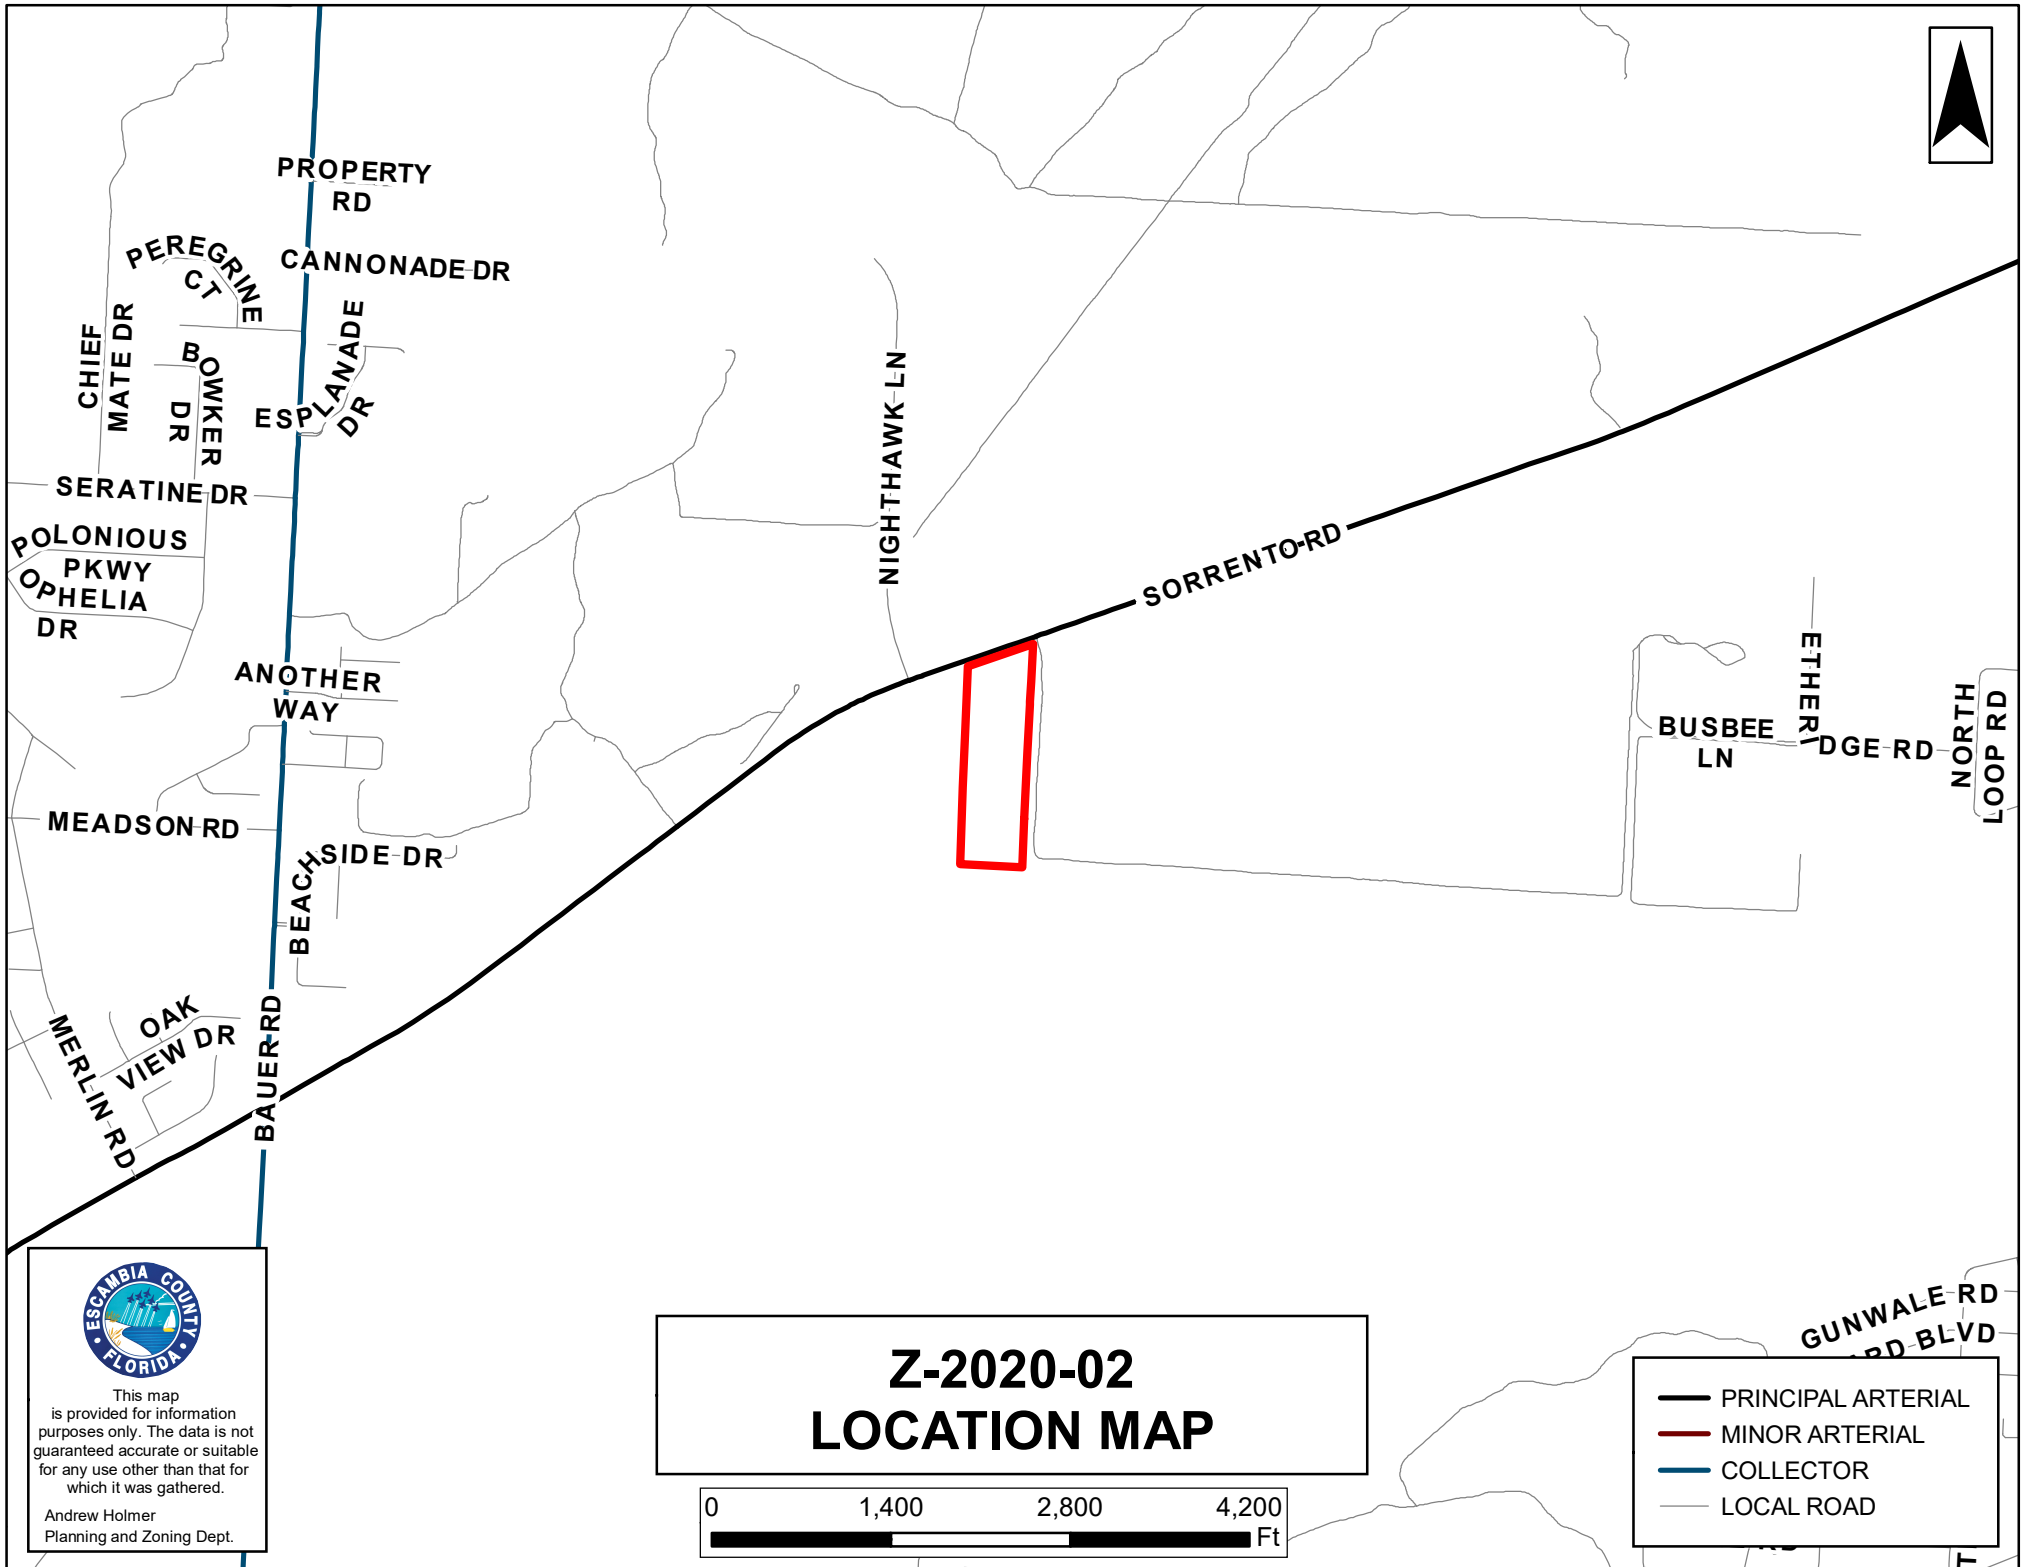 PROPERTY
RD
CANNONADE DR
PEREGRINE
CT
CHIEF
MATE DR
BOWKER
DR
ESPLANADE
DR
SERATINE DR
POLONIOUS
PKWY
OPHELIA
DR
NIGHTHAWK LN
SORRENTO RD
ANOTHER
WAY
ETHERIDGE RD
BUSBEE
LN
NORTH
LOOP RD
MEADSON RD
BEACHSIDE DR
OAK
VIEW DR
MERLIN RD
BAUER RD
GUNWALE RD
BLVD
ESCAMBIA COUNTY
FLORIDA
This map
is provided for information
purposes only. The data is not
guaranteed accurate or suitable
for any use other than that for
which it was gathered.
Andrew Holmer
Planning and Zoning Dept.
Z-2020-02
LOCATION MAP
0 1,400 2,800 4,200
Ft
PRINCIPAL ARTERIAL
MINOR ARTERIAL
COLLECTOR
LOCAL ROAD